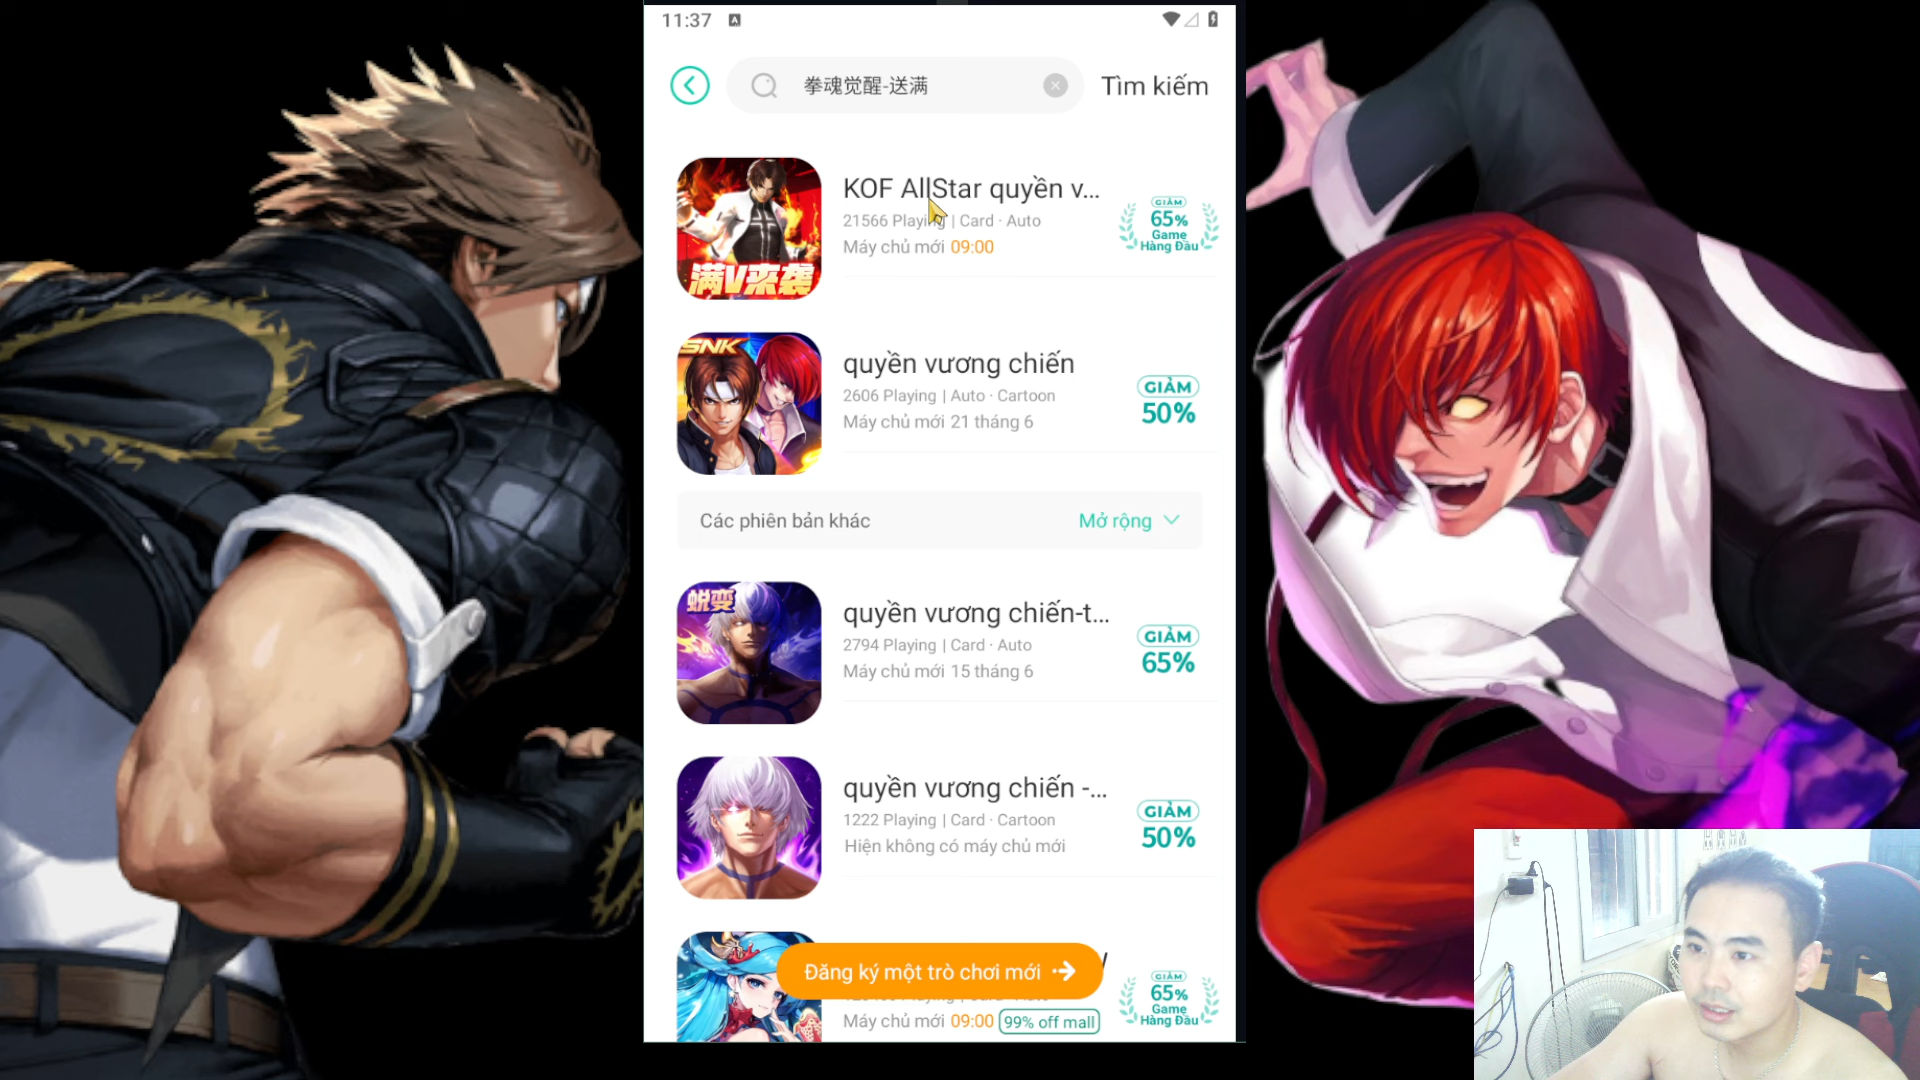 11:37
拳魂觉醒-送满
Tìm kiếm
KOF AllStar quyền v...
21566 Playing | Card · Auto
Máy chủ mới 09:00
GIẢM
65%
Game
Hàng Đầu
满V来袭
SNK
quyền vương chiến
2606 Playing | Auto · Cartoon
Máy chủ mới 21 tháng 6
GIẢM
50%
Các phiên bản khác
Mở rộng
蜕变
quyền vương chiến-t...
2794 Playing | Card · Auto
Máy chủ mới 15 tháng 6
GIẢM
65%
quyền vương chiến -...
1222 Playing | Card · Cartoon
Hiện không có máy chủ mới
GIẢM
50%
Đăng ký một trò chơi mới
Máy chủ mới 09:00
99% off mall
GIẢM
65%
Game
Hàng Đầu